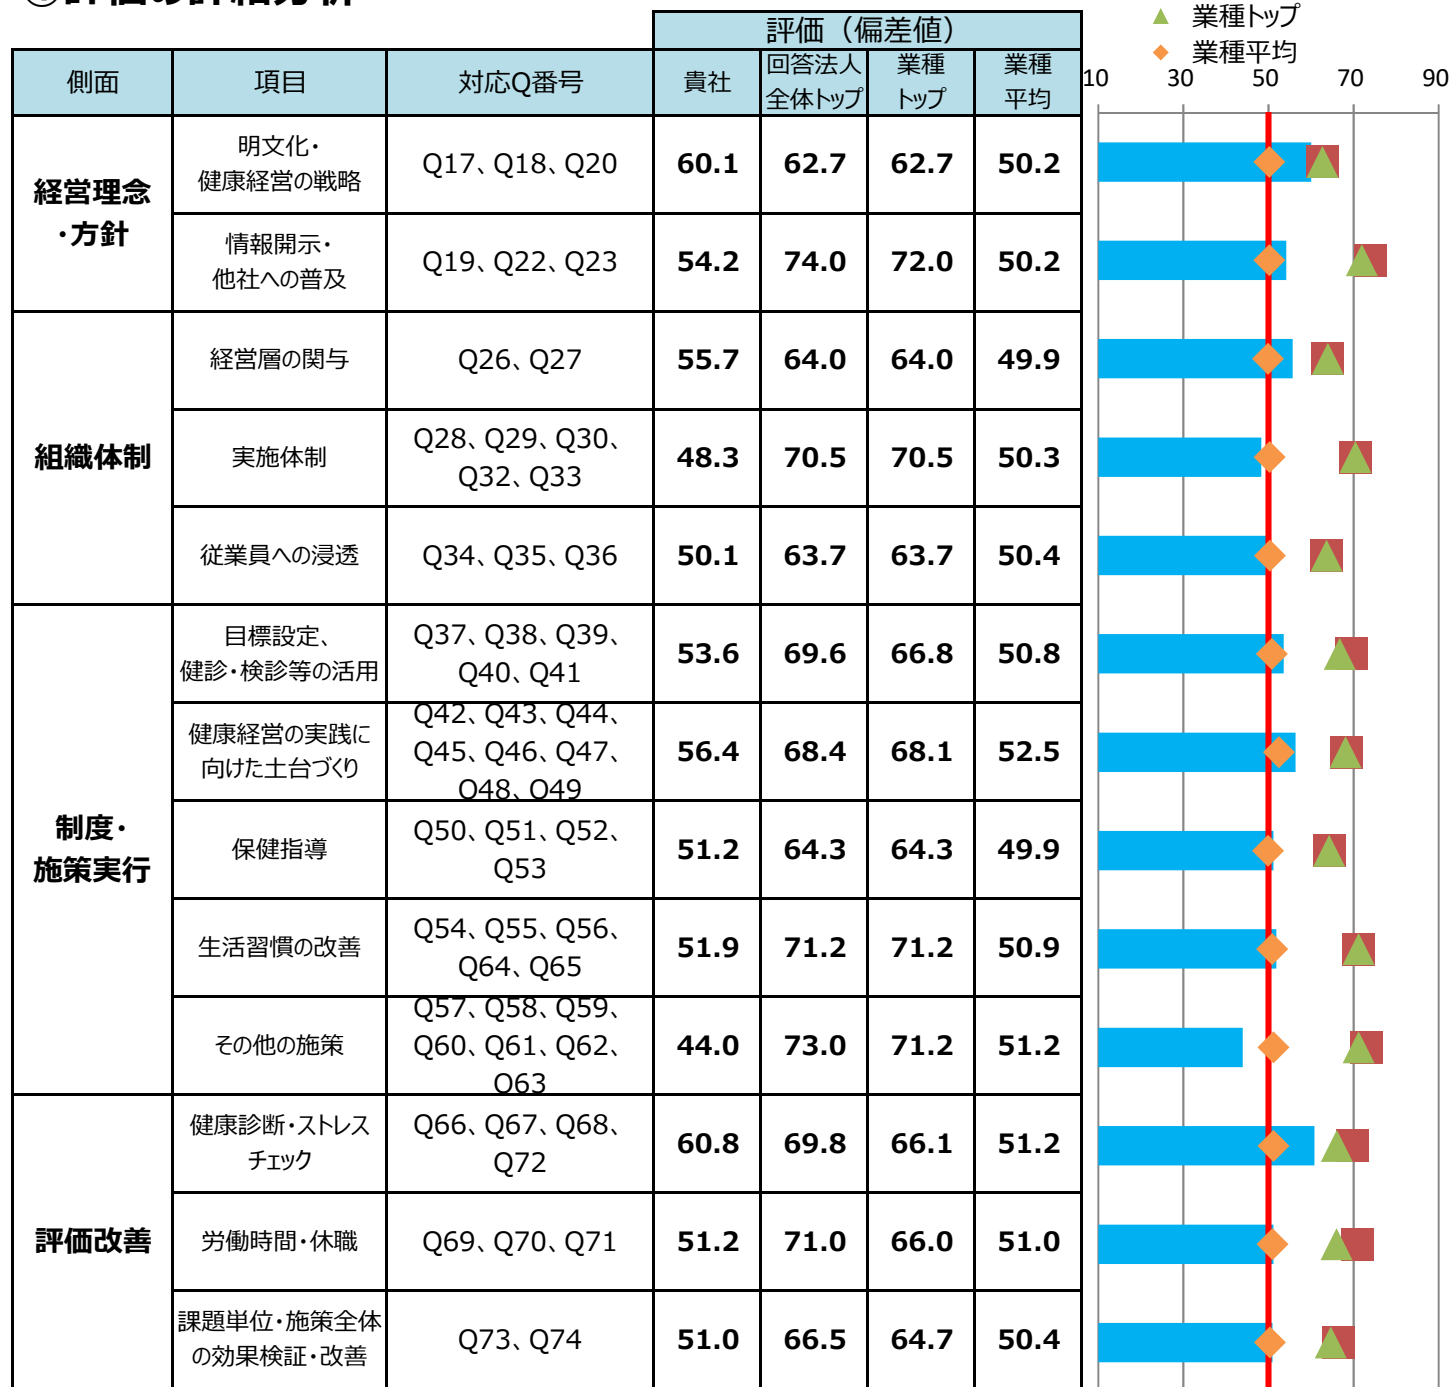 ▲ 業種トップ
評価（偏差値）
◆ 業種平均
側面 項目 対応Q番号 貴社 回答法人 業種 業種
全体トップ トップ 平均
10 30 50 70 90
経営理念
・方針
明文化・
健康経営の戦略
Q17、Q18、Q20 60.1 62.7 62.7 50.2
情報開示・
他社への普及
Q19、Q22、Q23 54.2 74.0 72.0 50.2
組織体制
経営層の関与 Q26、Q27 55.7 64.0 64.0 49.9
実施体制
Q28、Q29、Q30、
Q32、Q33
48.3 70.5 70.5 50.3
従業員への浸透 Q34、Q35、Q36 50.1 63.7 63.7 50.4
制度・
施策実行
目標設定、
健診・検診等の活用
Q37、Q38、Q39、
Q40、Q41
53.6 69.6 66.8 50.8
健康経営の実践に
向けた土台づくり
Q42、Q43、Q44、
Q45、Q46、Q47、
Q48、Q49
56.4 68.4 68.1 52.5
保健指導
Q50、Q51、Q52、
Q53
51.2 64.3 64.3 49.9
生活習慣の改善
Q54、Q55、Q56、
Q64、Q65
51.9 71.2 71.2 50.9
その他の施策
Q57、Q58、Q59、
Q60、Q61、Q62、
Q63
44.0 73.0 71.2 51.2
評価改善
健康診断・ストレス
チェック
Q66、Q67、Q68、
Q72
60.8 69.8 66.1 51.2
労働時間・休職 Q69、Q70、Q71 51.2 71.0 66.0 51.0
課題単位・施策全体
の効果検証・改善
Q73、Q74 51.0 66.5 64.7 50.4